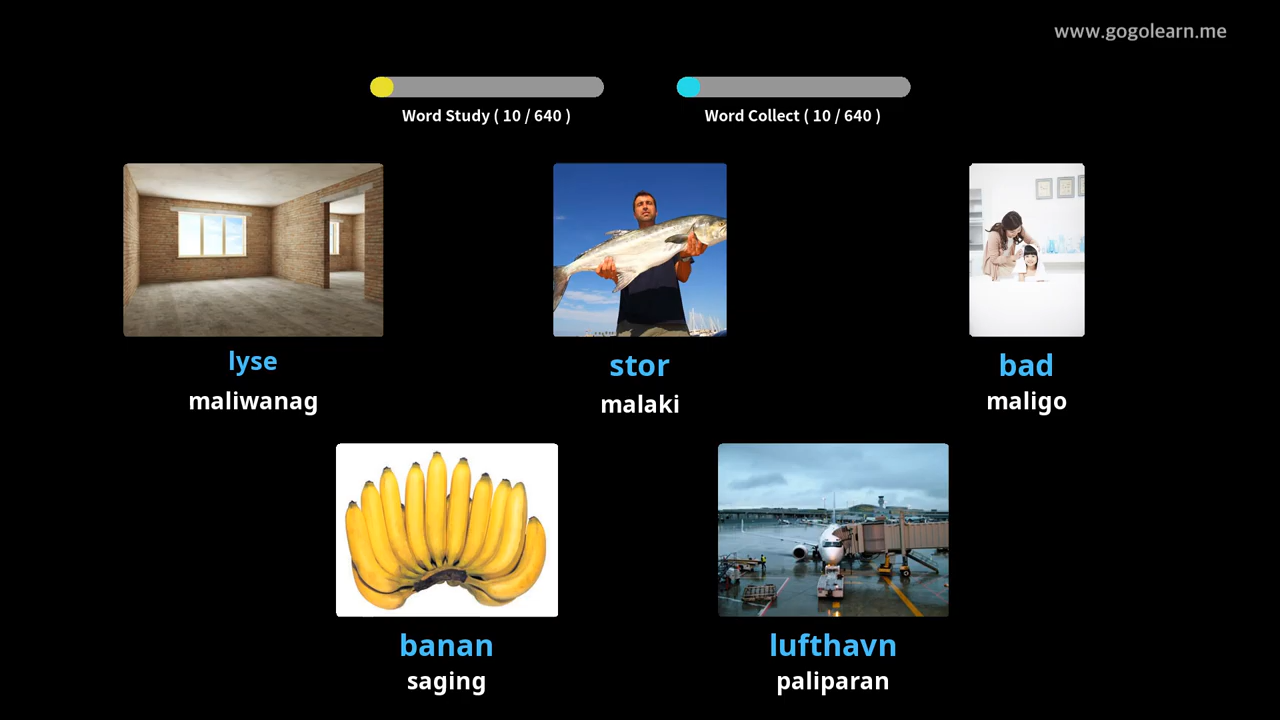 www.gogolearn.me
Word Study ( 10 / 640 )
Word Collect ( 10 / 640 )
lyse
maliwanag
stor
malaki
bad
maligo
banan
saging
lufthavn
paliparan